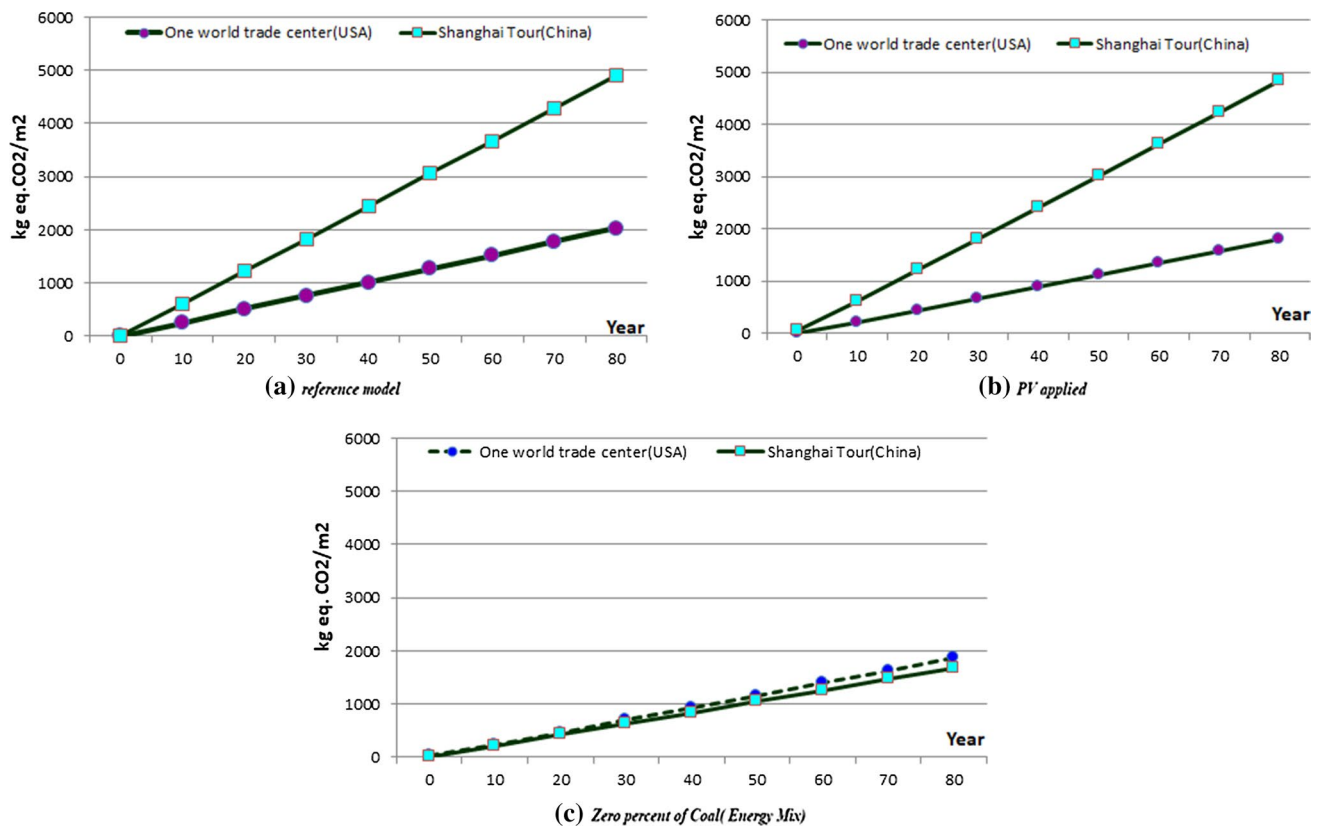 One world trade center(USA) Shanghai Tour(China)
6000
5000
4000
3000
2000
1000
0
kg eq.CO2/m2
Year
0 10 20 30 40 50 60 70 80
(a) reference model
One world trade center(USA) Shanghai Tour(China)
6000
5000
4000
3000
2000
1000
0
kg eq.CO2/m2
Year
0 10 20 30 40 50 60 70 80
(b) PV applied
One world trade center(USA) Shanghai Tour(China)
6000
5000
4000
3000
2000
1000
0
kg eq. CO2/m2
Year
0 10 20 30 40 50 60 70 80
(c) Zero percent of Coal( Energy Mix)